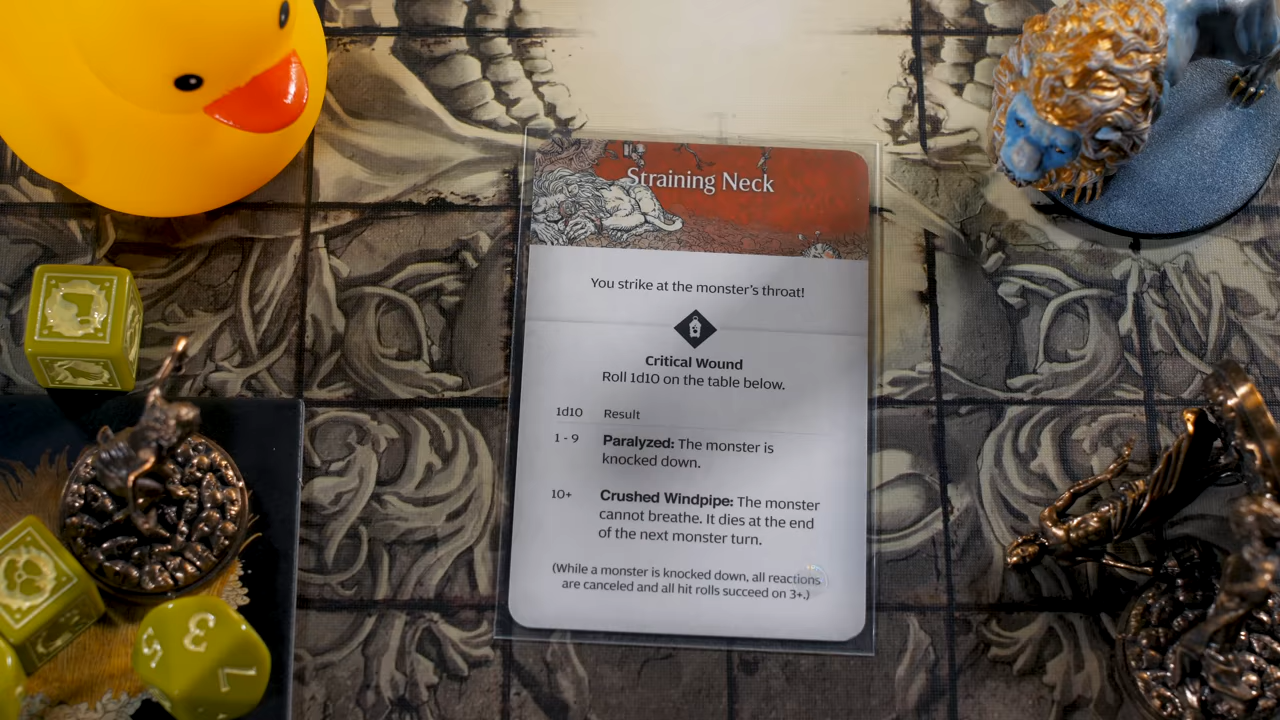 Straining Neck
You strike at the monster's throat!
Critical Wound
Roll 1d10 on the table below.
1d10 Result
1 - 9 Paralyzed: The monster is
knocked down.
10+ Crushed Windpipe: The monster
cannot breathe. It dies at the end
of the next monster turn.
(While a monster is knocked down, all reactions
are canceled and all hit rolls succeed on 3+.)
3
5
7